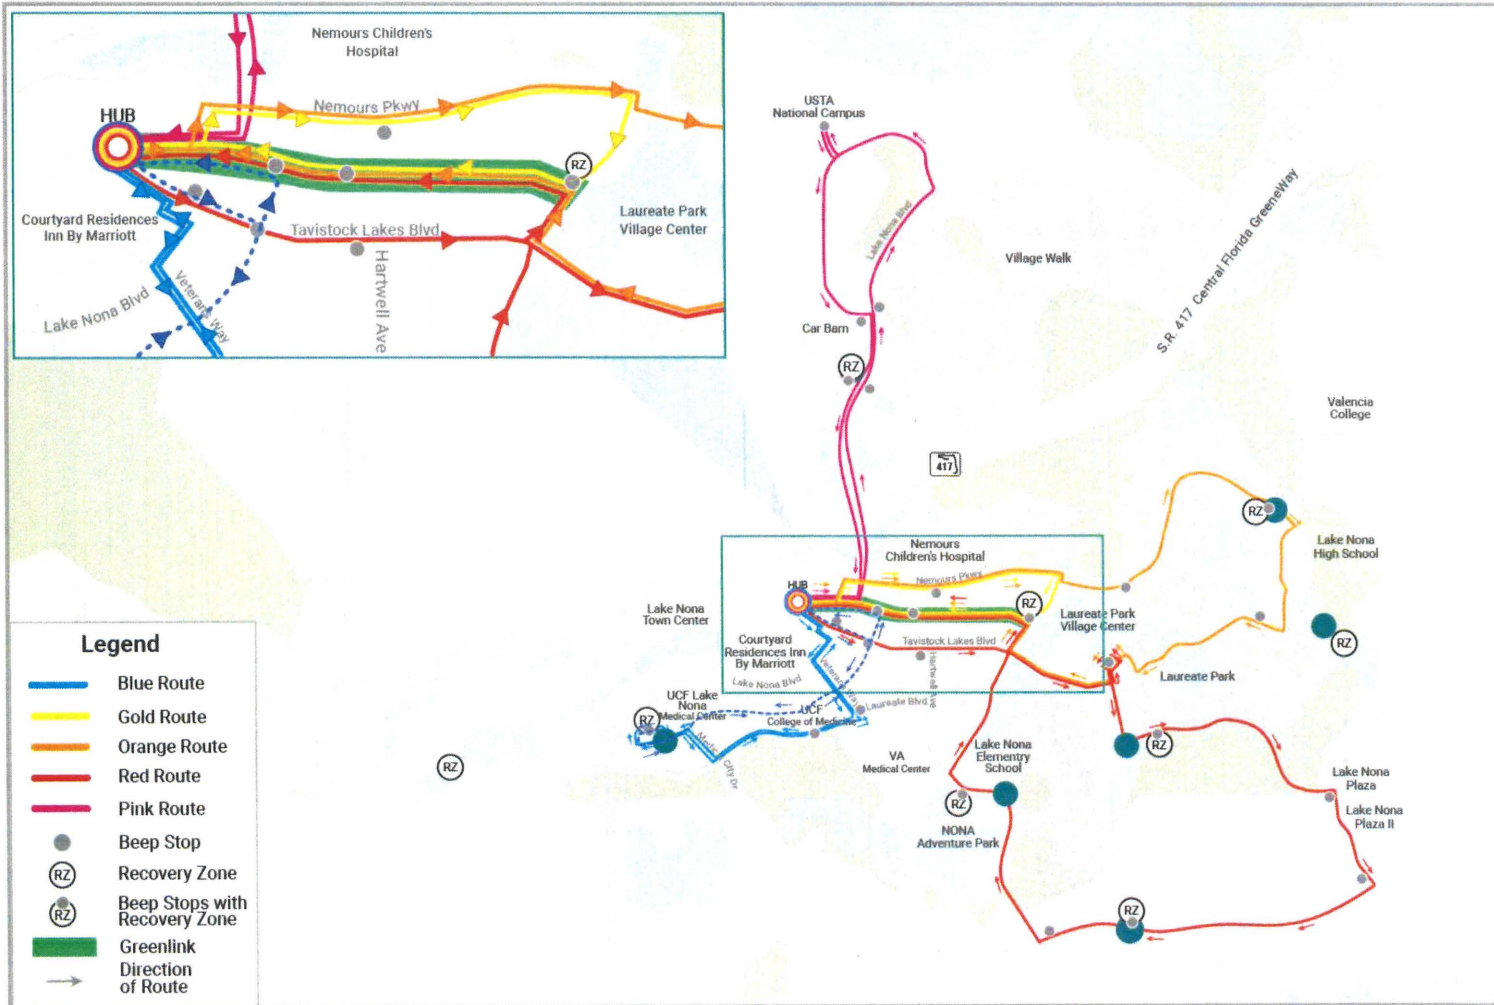 Nemours Children's
Hospital
HUB
Nemours Pkwy
RZ
Courtyard Residences
Inn By Marriott
Tavistock Lakes Blvd
Laureate Park
Village Center
Lake Nona Blvd
Veterans Way
Hartwell Ave
USTA
National Campus
Lake Nona Blvd
Village Walk
S.R. 417 Central Florida GreeneWay
Car Barn
RZ
Valencia
College
417
RZ
Lake Nona
High School
Nemours
Children's Hospital
HUB
Nemours Pkwy
RZ
Lake Nona
Town Center
Laureate Park
Village Center
RZ
Courtyard
Residences Inn
By Marriott
Tavistock Lakes Blvd
Hartwell Ave
Lake Nona Blvd
Veterans Way
Laureate Park
UCF Lake
Nona
Medical Center
RZ
UCF
College of Medicine
Laureate Blvd
Medic
City Dr
RZ
VA
Medical Center
Lake Nona
Elementry
School
RZ
Lake Nona
Plaza
Lake Nona
Plaza II
RZ
NONA
Adventure Park
RZ
Legend
Blue Route
Gold Route
Orange Route
Red Route
Pink Route
Beep Stop
RZ
Recovery Zone
RZ
Beep Stops with
Recovery Zone
Greenlink
Direction
of Route